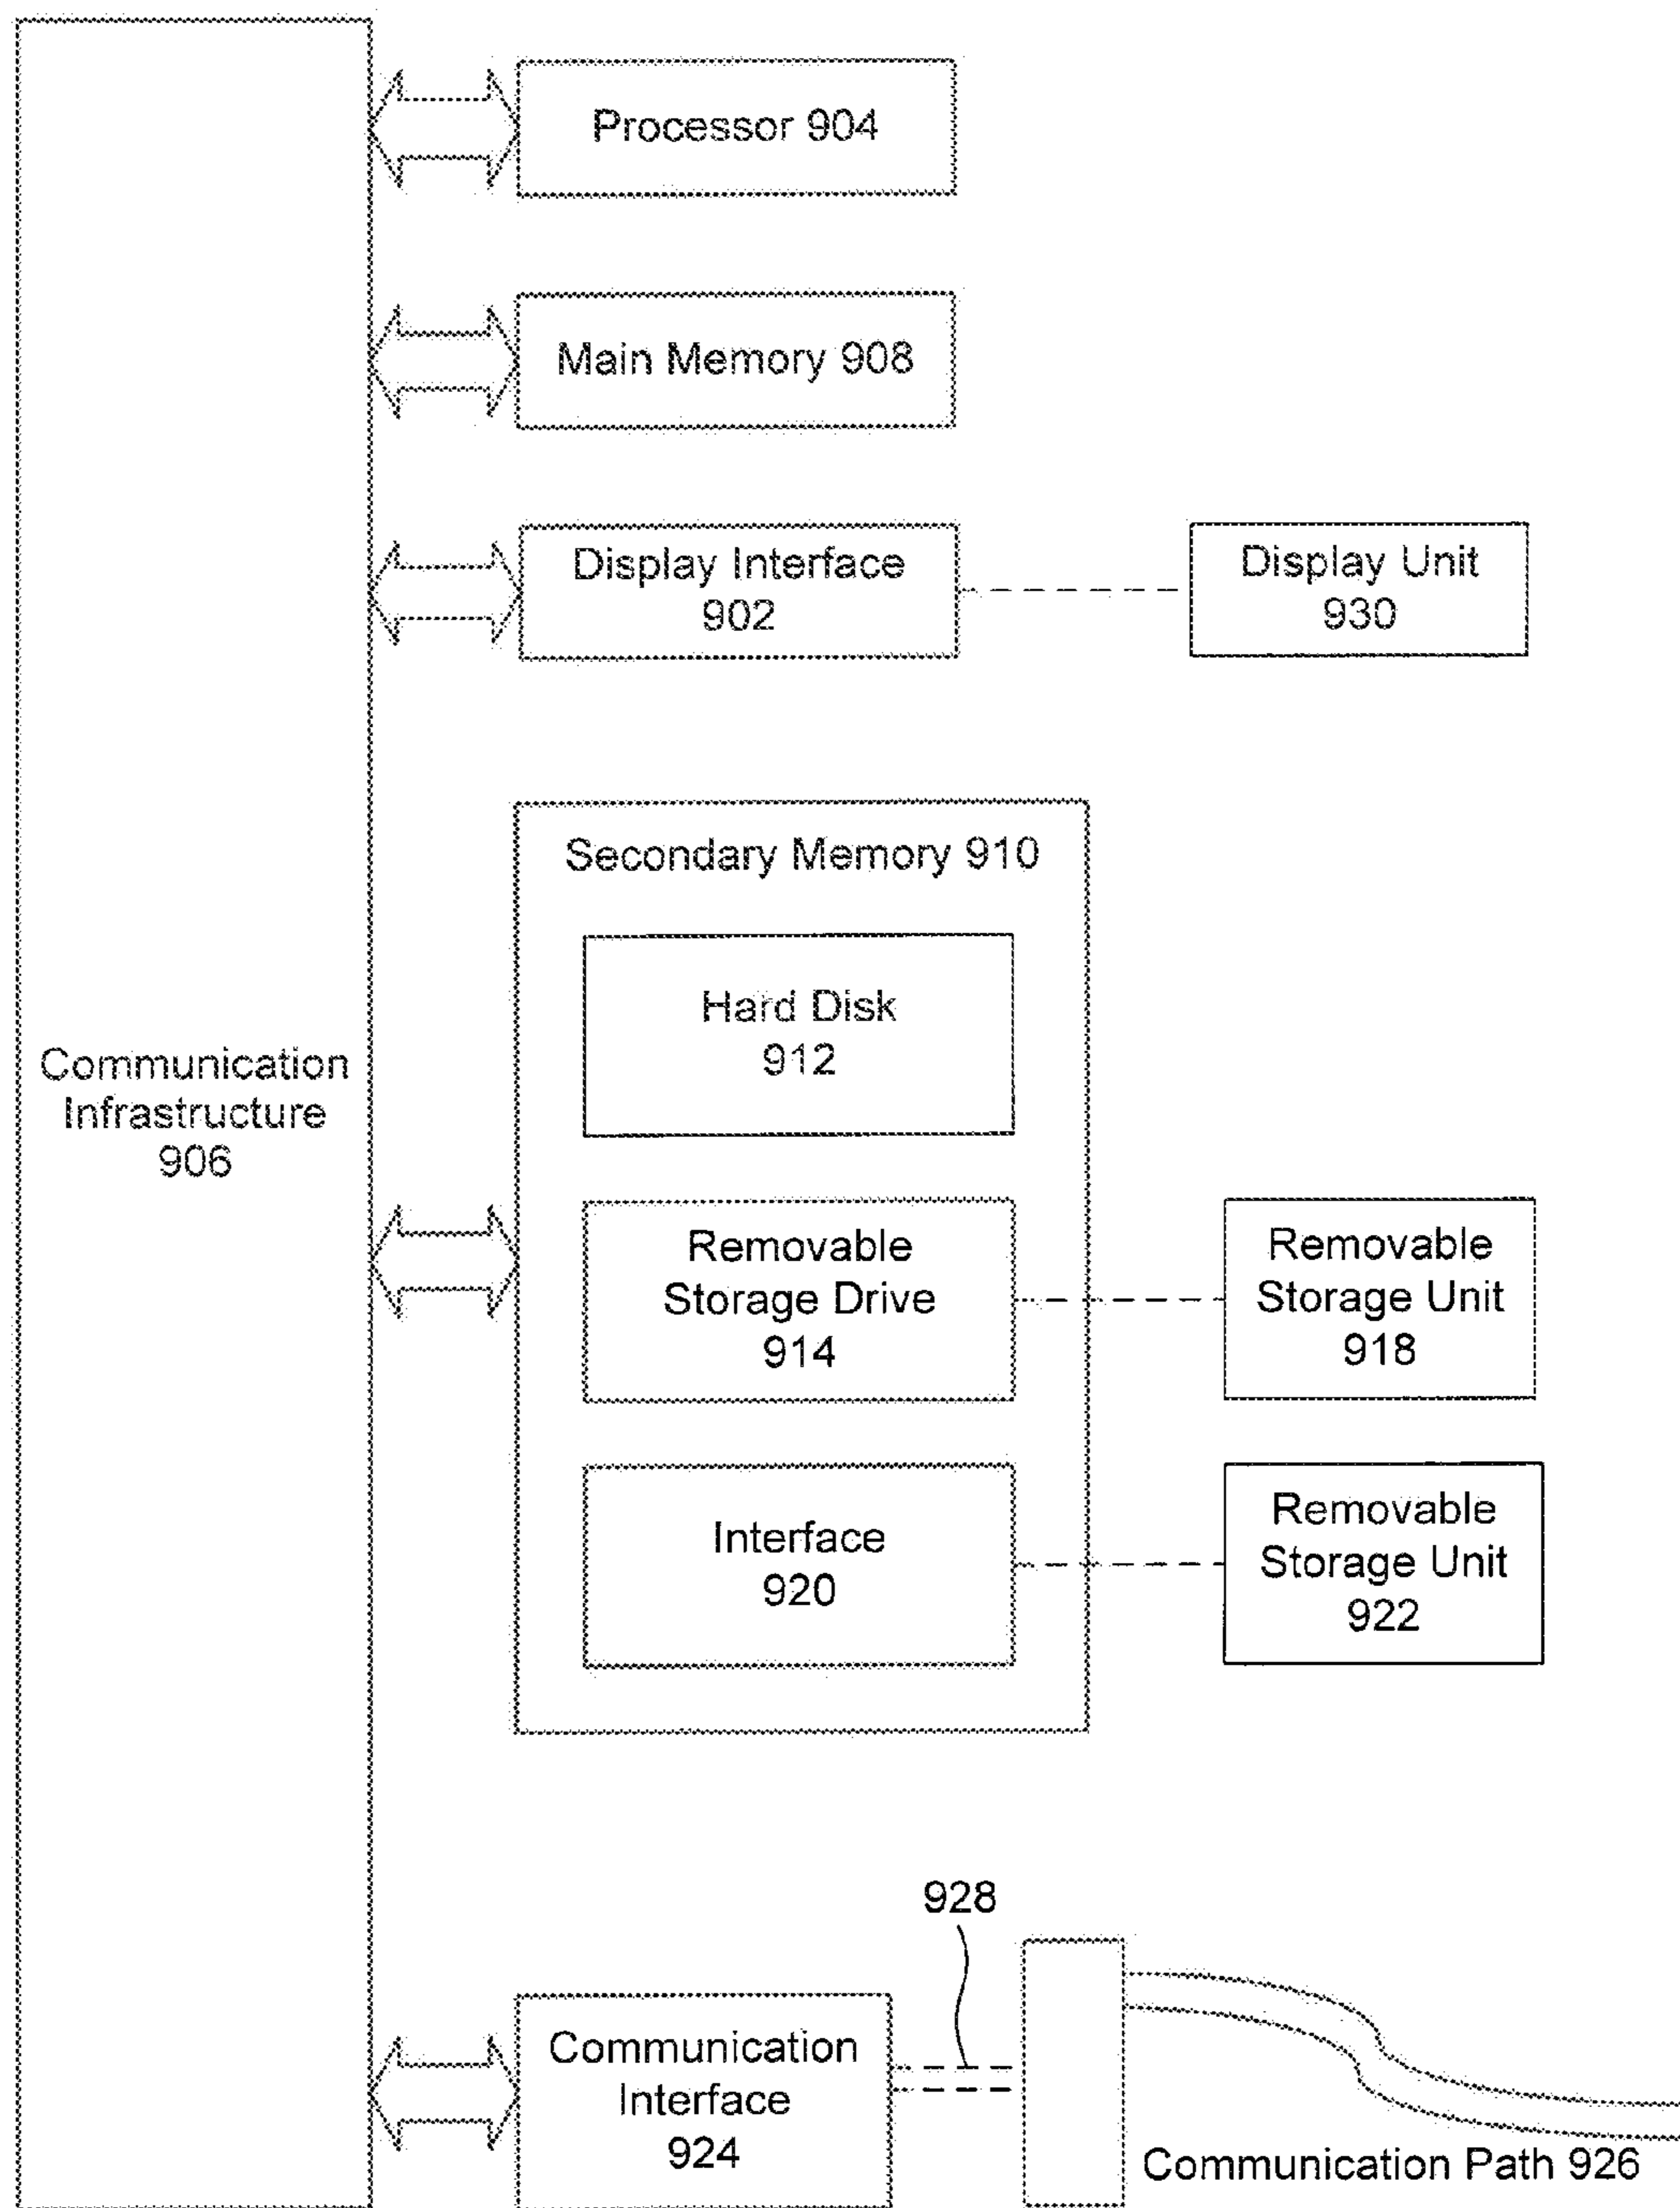 Processor 904
Main Memory 908
Display Interface
902
Display Unit
930
Secondary Memory 910
Hard Disk
912
Communication
Infrastructure
906
Removable
Storage Drive
914
Removable
Storage Unit
918
Interface
920
Removable
Storage Unit
922
928
Communication
Interface
924
Communication Path 926